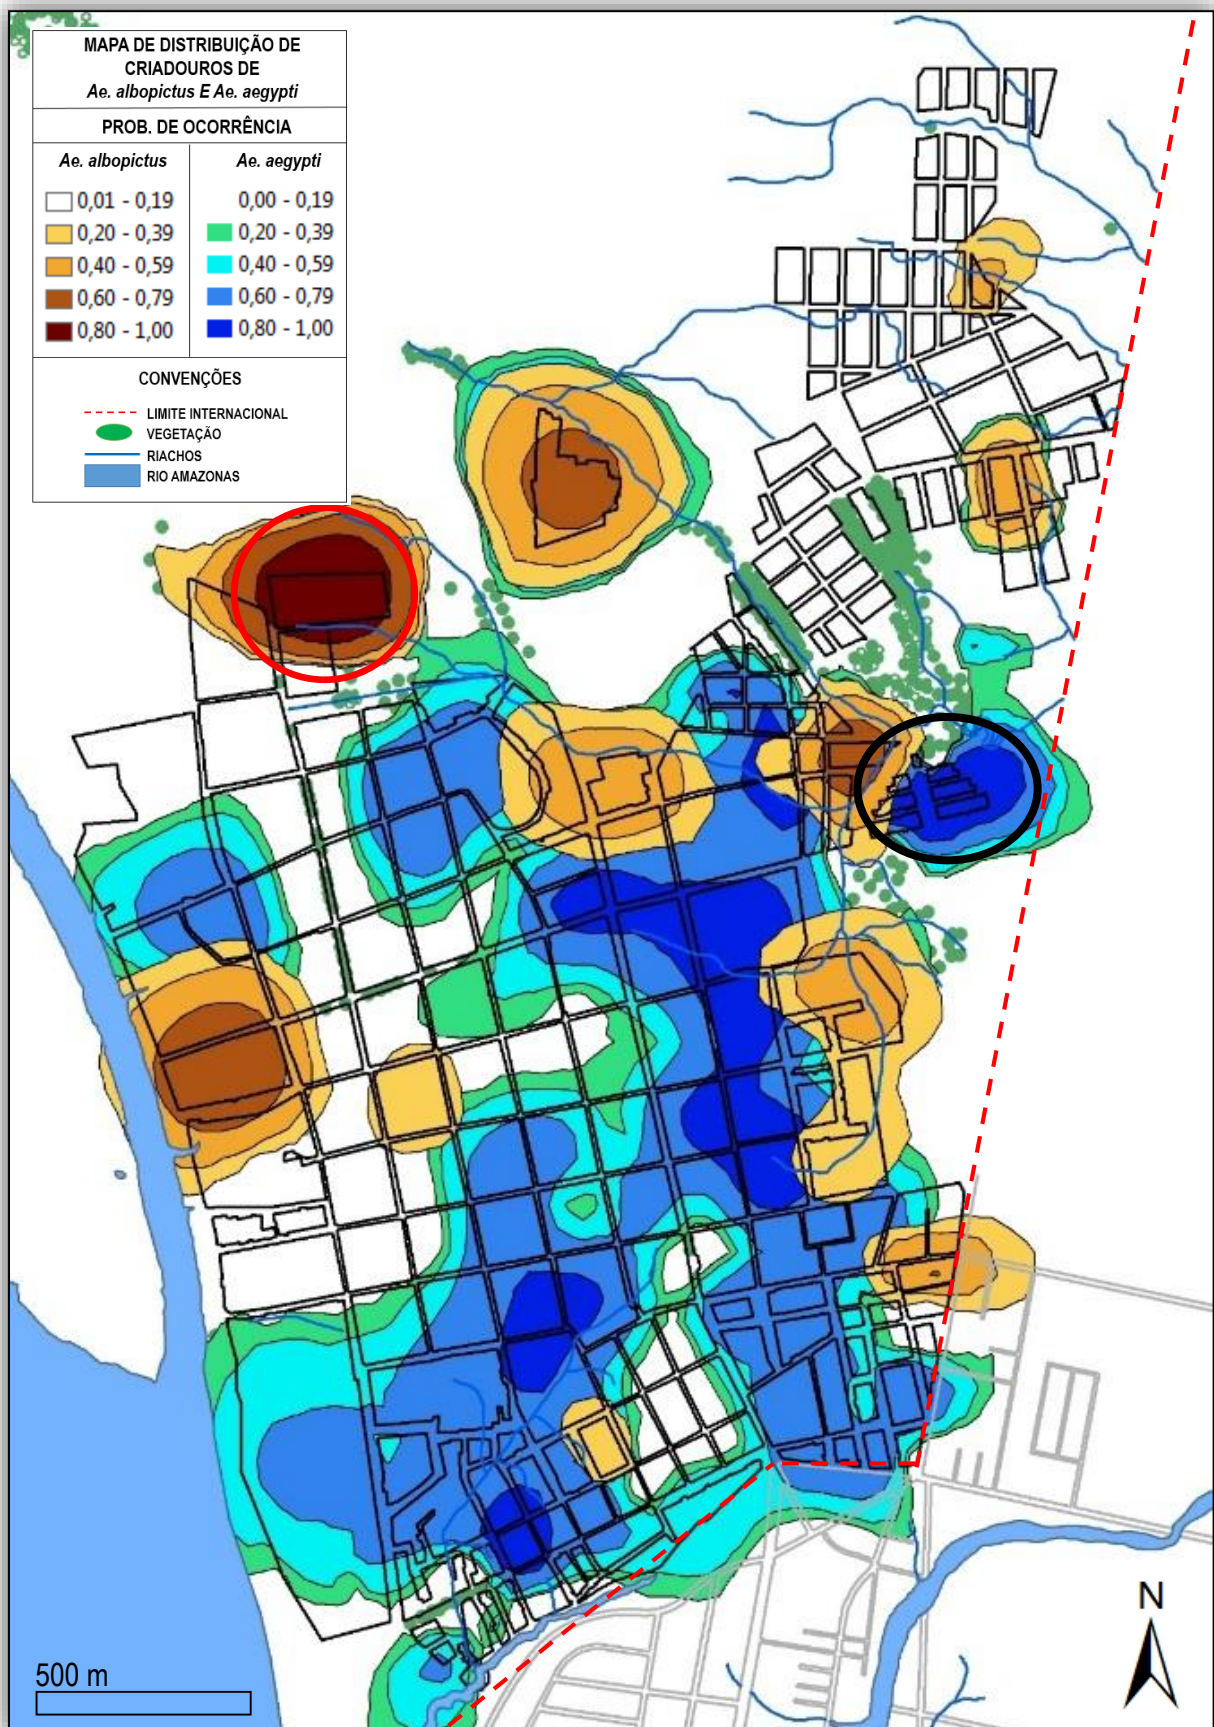 MAPA DE DISTRIBUIÇÃO DE
CRIADOUROS DE
Ae. albopictus E Ae. aegypti
PROB. DE OCORRÊNCIA
Ae. albopictus
0,01 - 0,19
0,20 - 0,39
0,40 - 0,59
0,60 - 0,79
0,80 - 1,00
Ae. aegypti
0,00 - 0,19
0,20 - 0,39
0,40 - 0,59
0,60 - 0,79
0,80 - 1,00
CONVENÇÕES
LIMITE INTERNACIONAL
VEGETAÇÃO
RIACHOS
RIO AMAZONAS
N
500 m